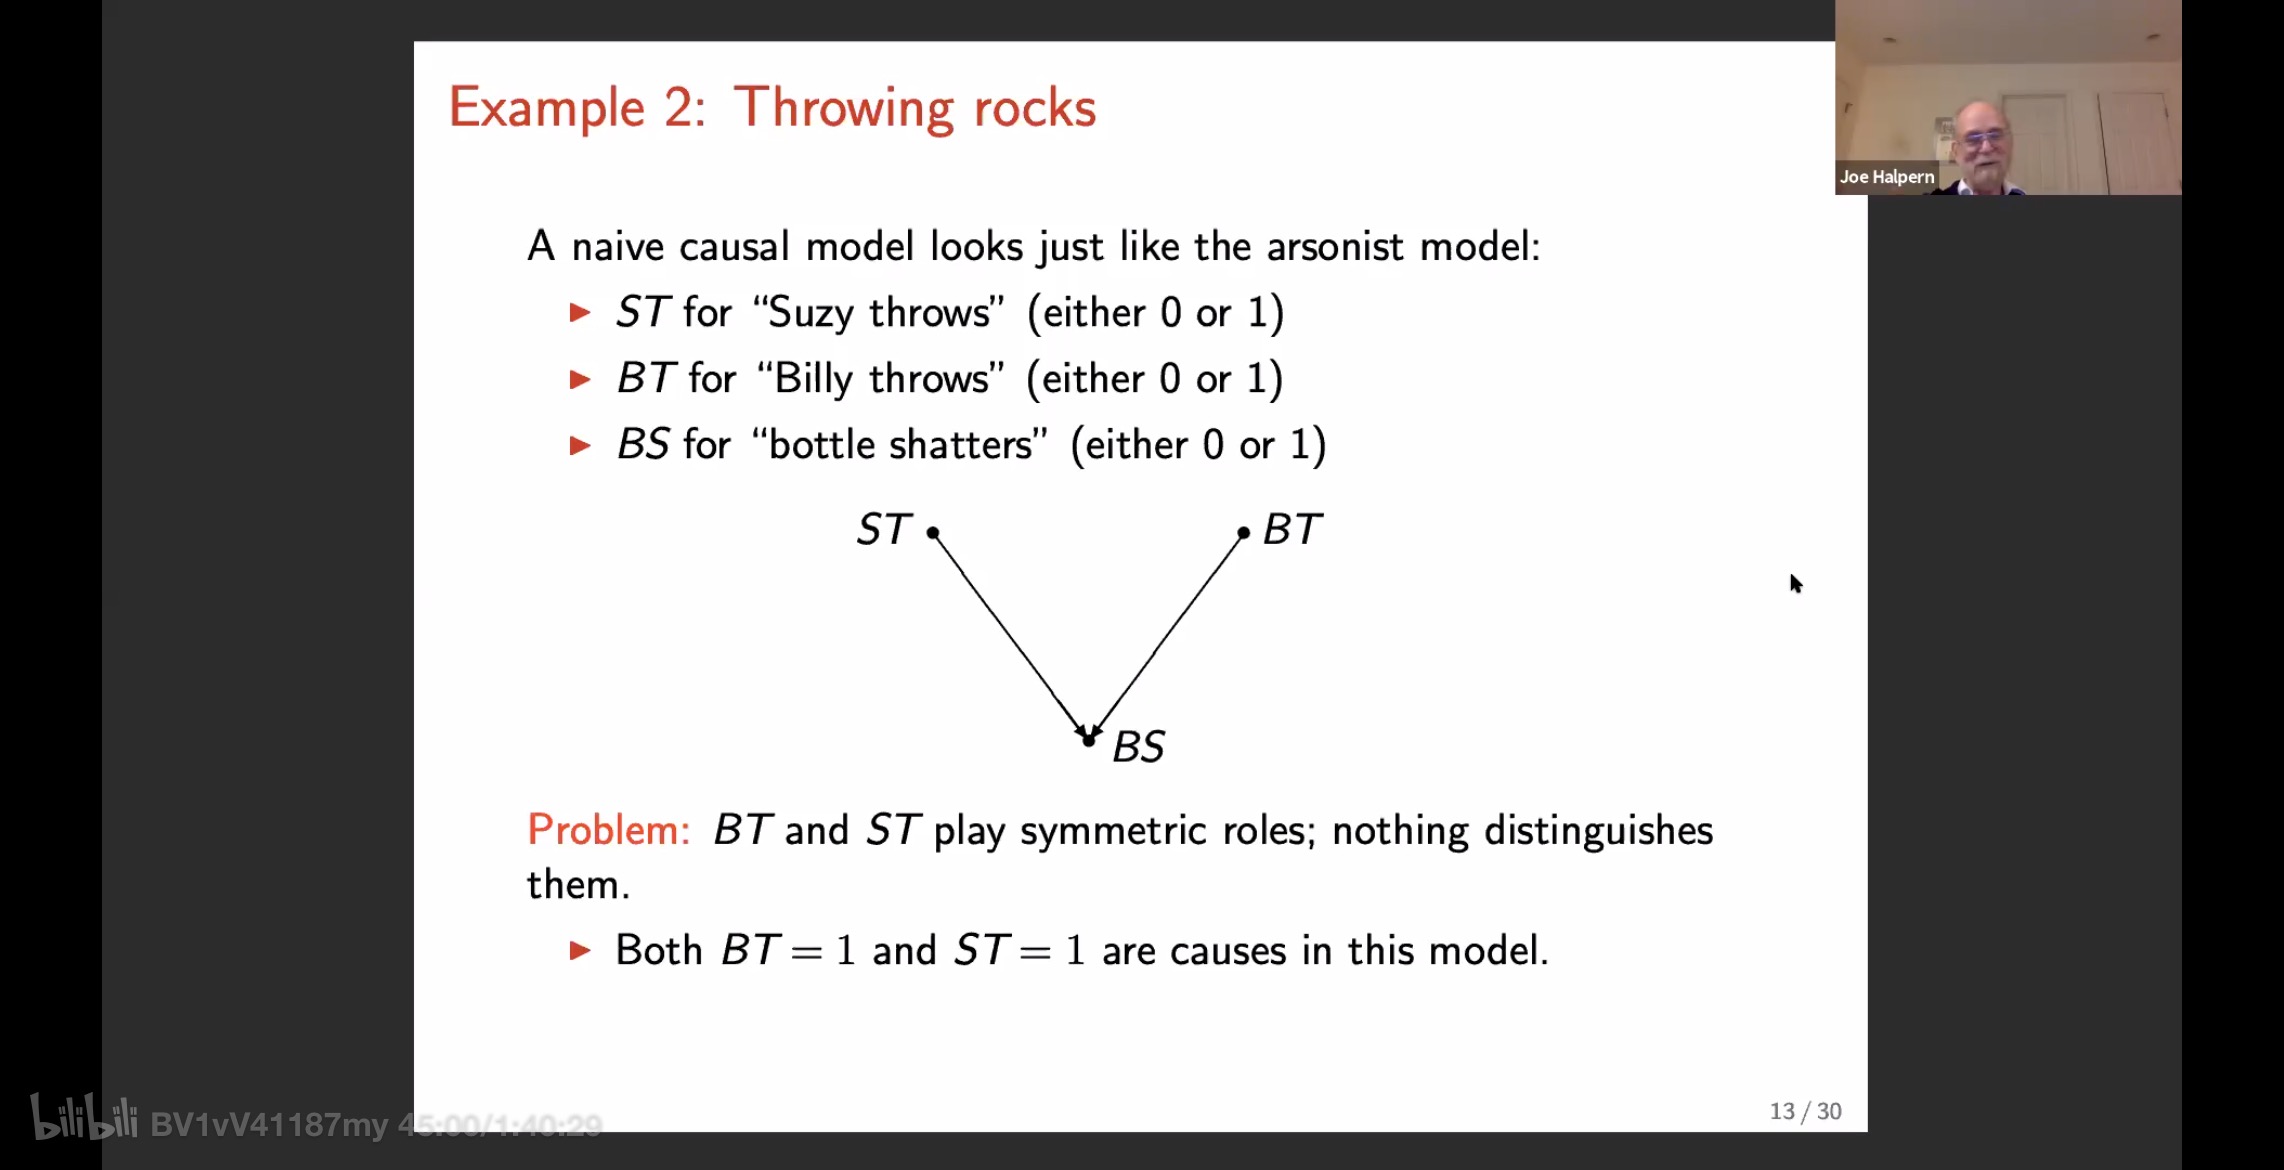 Example 2: Throwing rocks
Joe Halpern
A naive causal model looks just like the arsonist model:
▶ ST for “Suzy throws” (either 0 or 1)
▶ BT for “Billy throws” (either 0 or 1)
▶ BS for “bottle shatters” (either 0 or 1)
ST BT
BS
Problem: BT and ST play symmetric roles; nothing distinguishes
them.
▶ Both BT = 1 and ST = 1 are causes in this model.
13 / 30
bilibili BV1vV41187my 45:00/1:40:29